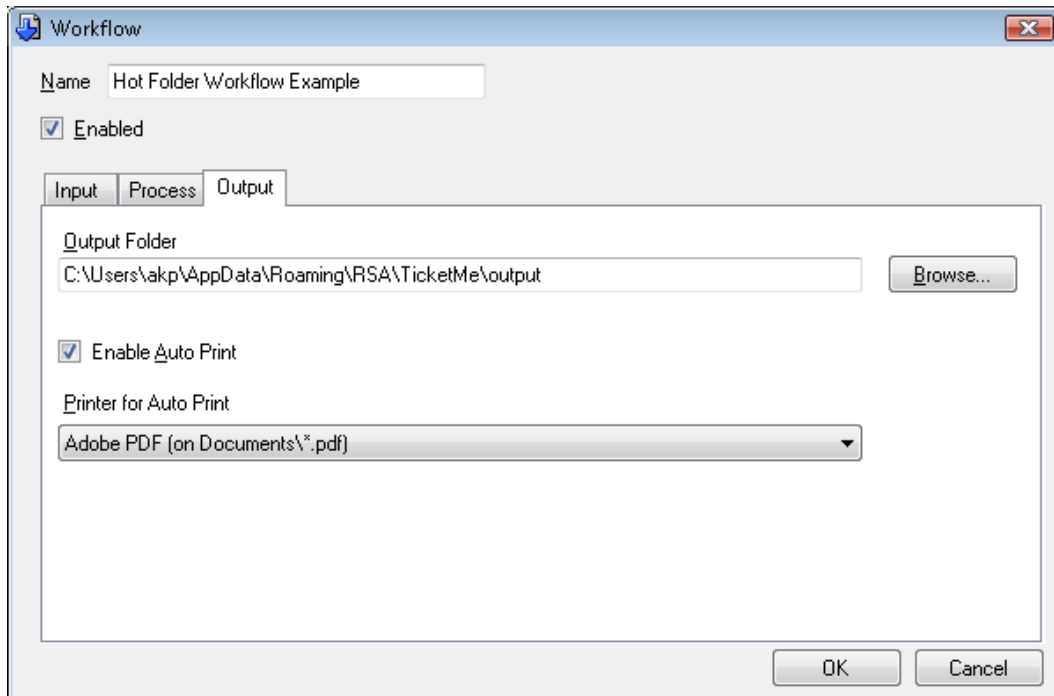 Workflow
Name Hot Folder Workflow Example
Enabled
Input Process Output
Output Folder
C:\Users\akp\AppData\Roaming\RSA\TicketMe\output Browse...
Enable Auto Print
Printer for Auto Print
Adobe PDF (on Documents\*.pdf)
OK Cancel